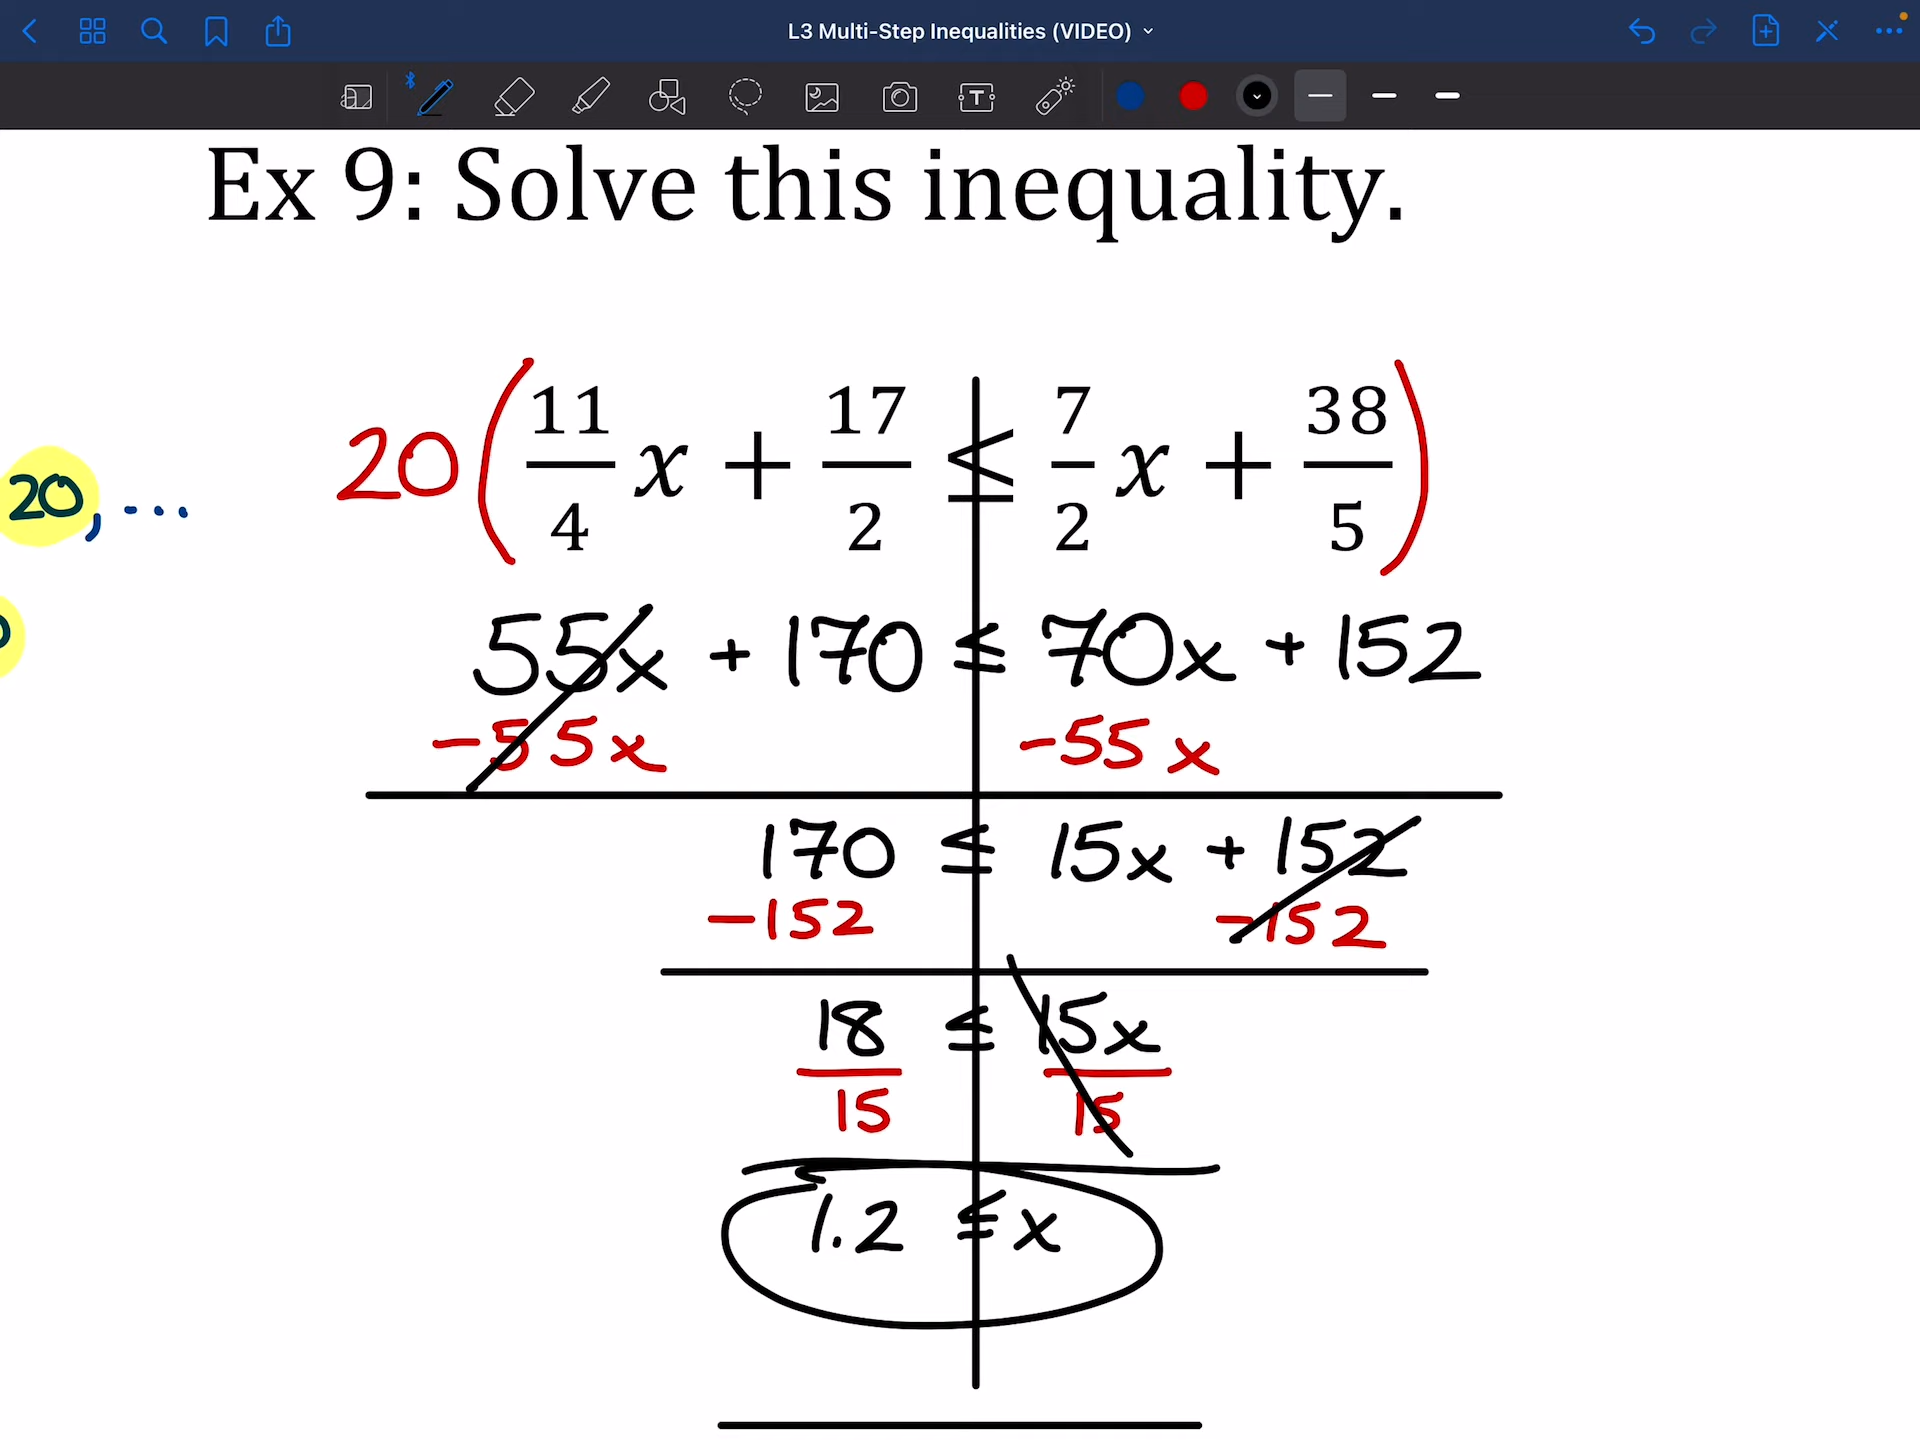 L3 Multi-Step Inequalities (VIDEO)
Ex 9: Solve this inequality.
20, ...
20(11/4 x + 17/2 ≤ 7/2 x + 38/5)
55x + 170 ≤ 70x + 152
-55x -55x
170 ≤ 15x + 152
-152 -152
18 ≤ 15x
15 15
1.2 ≤ x